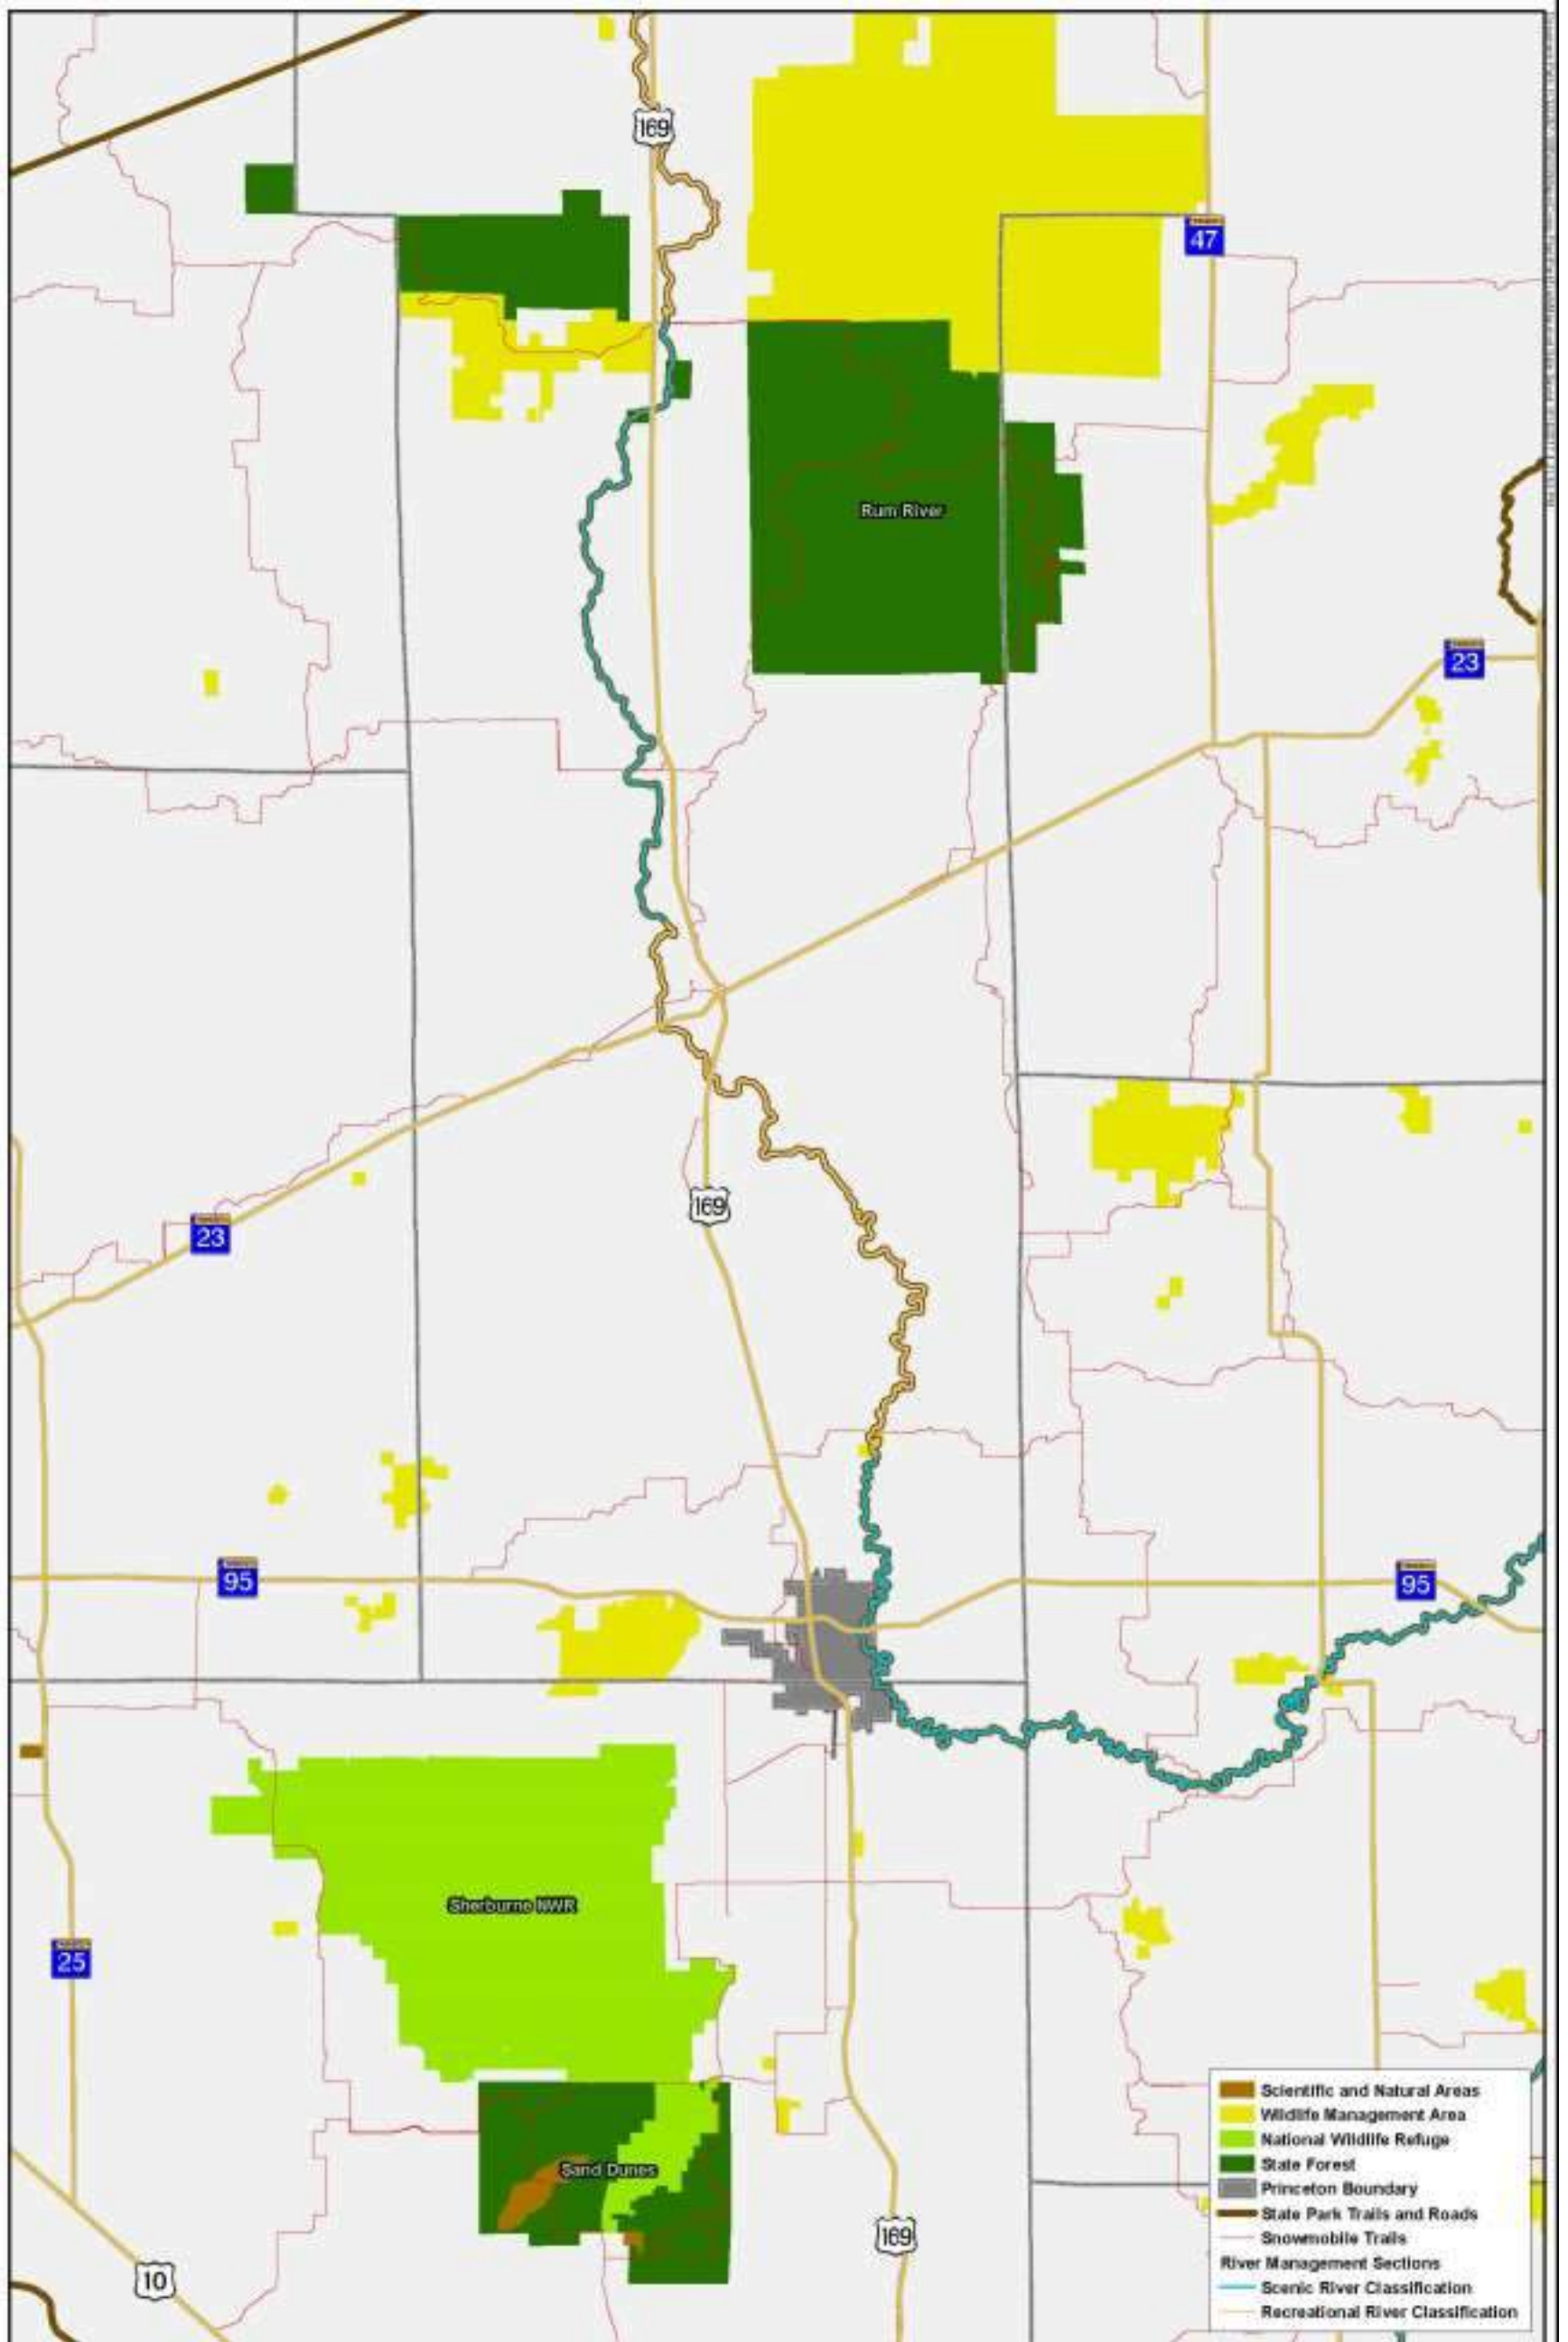 169
47
Rum River
23
169
23
95
95
Sherburne NWR
25
Sand Dunes
169
10
Scientific and Natural Areas
Wildlife Management Area
National Wildlife Refuge
State Forest
Princeton Boundary
State Park Trails and Roads
Snowmobile Trails
River Management Sections
Scenic River Classification
Recreational River Classification